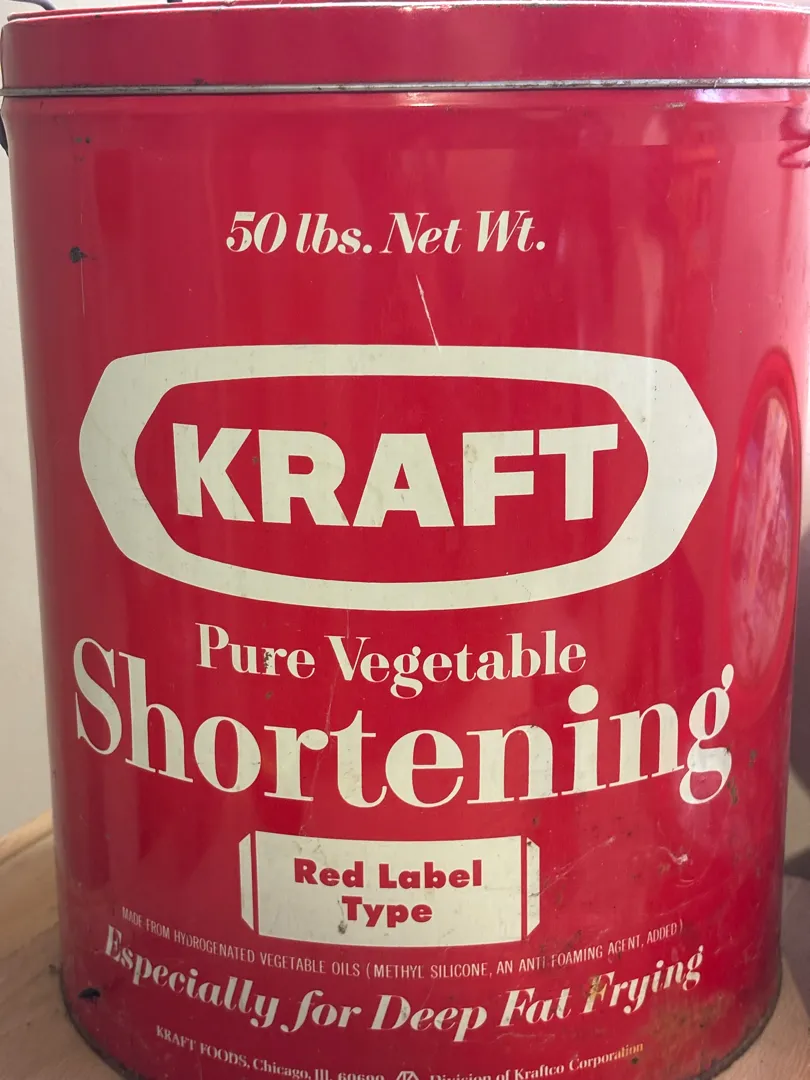 50 lbs. Net Wt.
KRAFT
Pure Vegetable
Shortening
Red Label
Type
MADE FROM HYDROGENATED VEGETABLE OILS (METHYL SILICONE, AN ANTI FOAMING AGENT, ADDED)
Especially for Deep Fat Frying
KRAFT FOODS, Chicago, Ill. 60690 Division of Kraftco Corporation